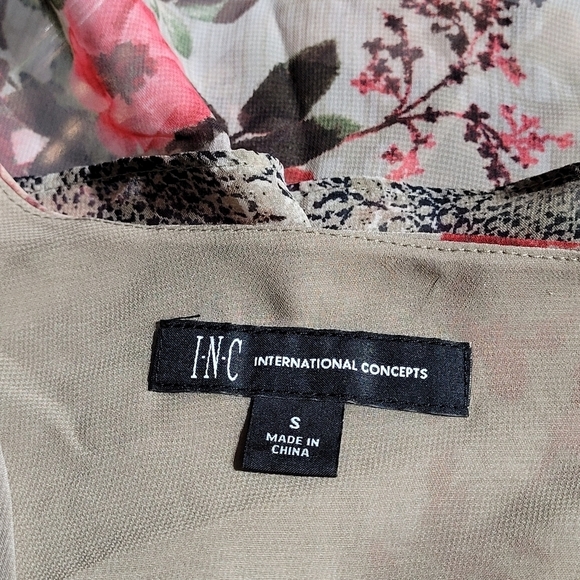 I·N·C INTERNATIONAL CONCEPTS
S
MADE IN
CHINA